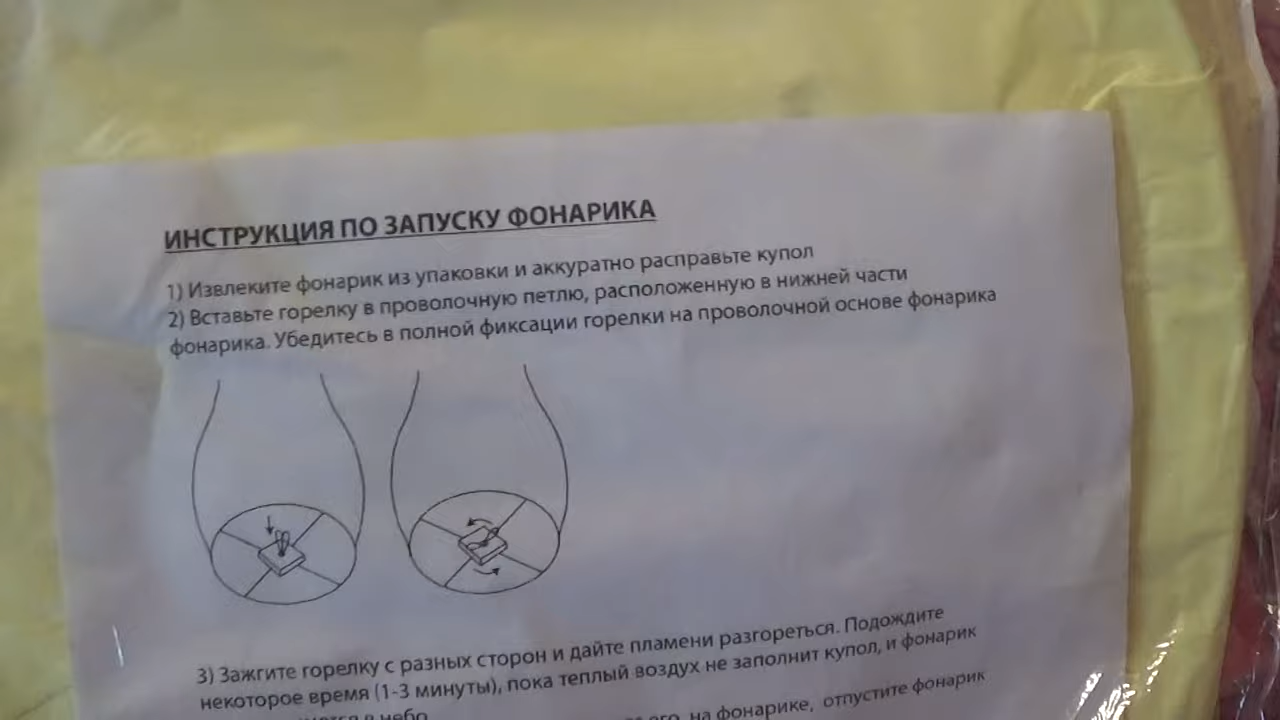 ИНСТРУКЦИЯ ПО ЗАПУСКУ ФОНАРИКА
1) Извлеките фонарик из упаковки и аккуратно расправьте купол
2) Вставьте горелку в проволочную петлю, расположенную в нижней части
фонарика. Убедитесь в полной фиксации горелки на проволочной основе фонарика
3) Зажгите горелку с разных сторон и дайте пламени разгореться. Подождите
некоторое время (1-3 минуты), пока теплый воздух не заполнит купол, и фонарик
в небо
на фонарике, отпустите фонарик